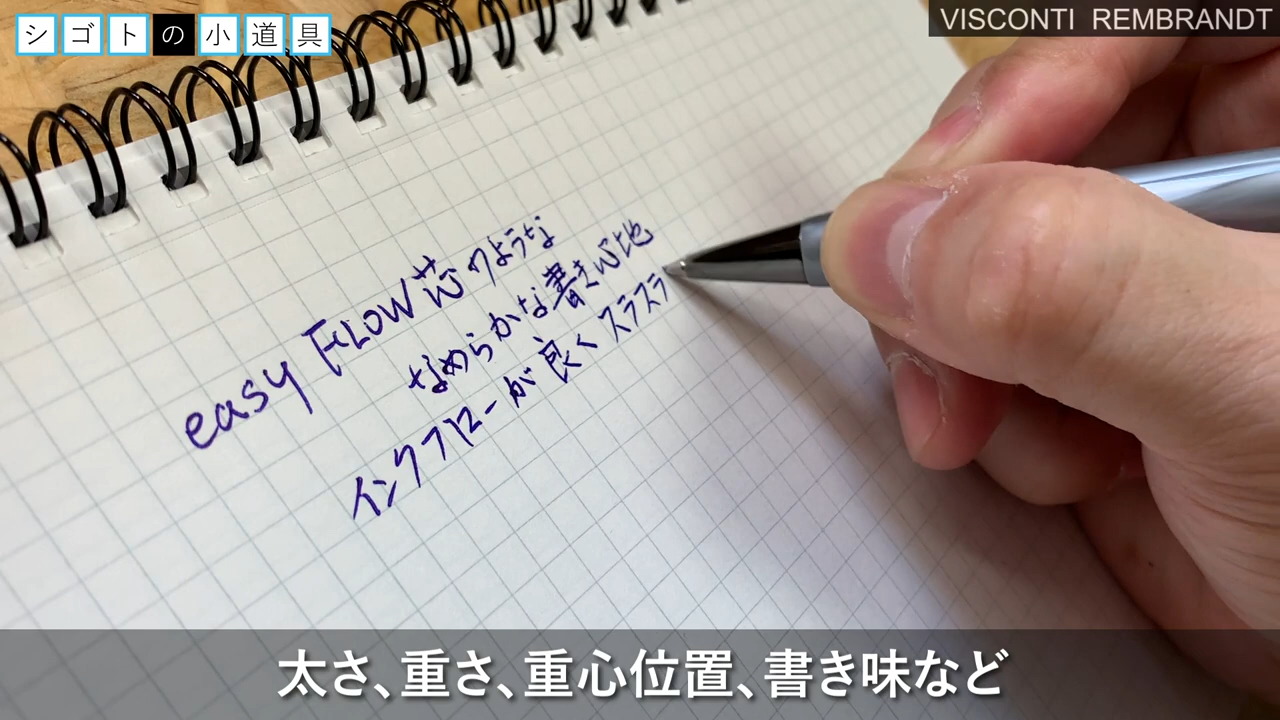 シゴトの小道具
VISCONTI REMBRANDT
easy FLOW芯のような
なめらかな書き心地
インクフローが良くスラスラ
太さ、重さ、重心位置、書き味など